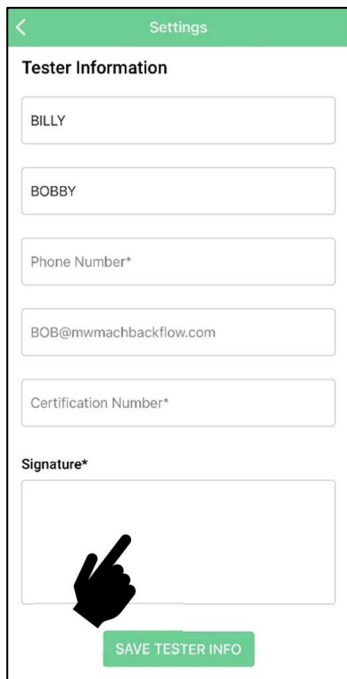 Settings
Tester Information
BILLY
BOBBY
Phone Number*
BOB@mwmachbackflow.com
Certification Number*
Signature*
SAVE TESTER INFO